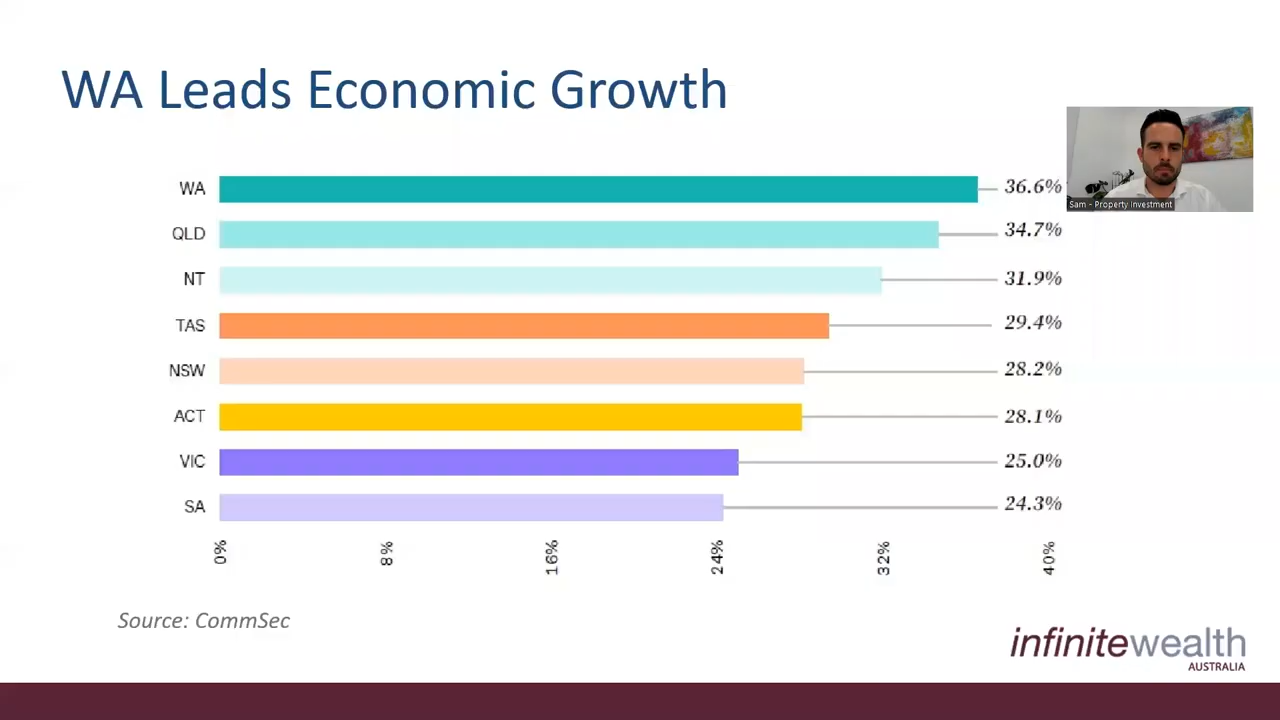 WA Leads Economic Growth
WA 36.6%
QLD 34.7%
NT 31.9%
TAS 29.4%
NSW 28.2%
ACT 28.1%
VIC 25.0%
SA 24.3%
0% 8% 16% 24% 32% 40%
Source: CommSec
Sam - Property Investment
infinitewealth
AUSTRALIA